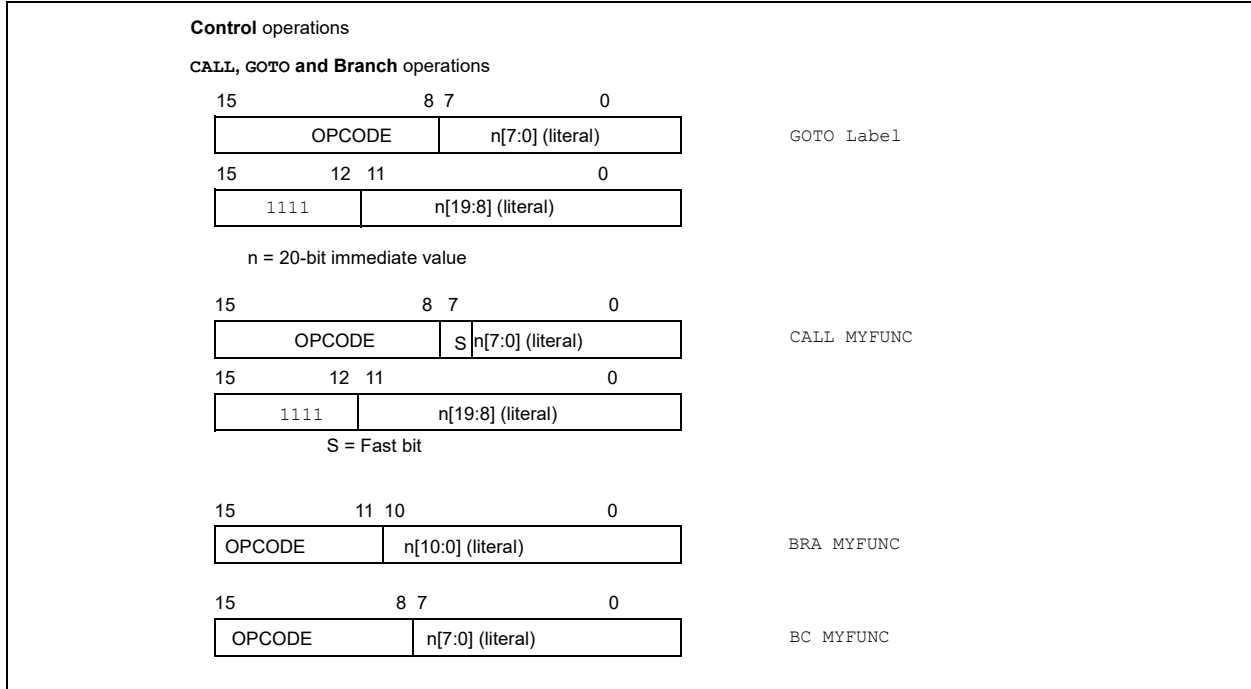 Control operations
CALL, GOTO and Branch operations
15 8 7 0
OPCODE n[7:0] (literal) GOTO Label
15 12 11 0
1111 n[19:8] (literal)
n = 20-bit immediate value
15 8 7 0
OPCODE S n[7:0] (literal) CALL MYFUNC
15 12 11 0
1111 n[19:8] (literal)
S = Fast bit
15 11 10 0
OPCODE n[10:0] (literal) BRA MYFUNC
15 8 7 0
OPCODE n[7:0] (literal) BC MYFUNC